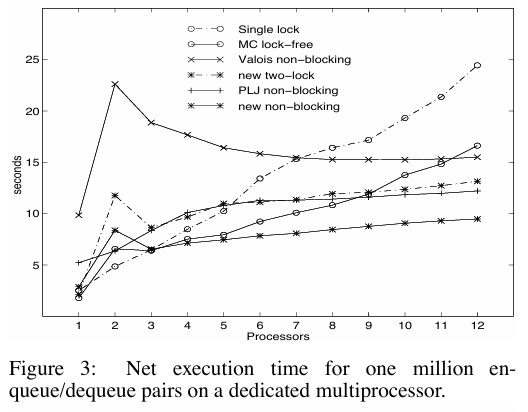 Single lock
MC lock-free
Valois non-blocking
new two-lock
PLJ non-blocking
new non-blocking
25
20
15
10
5
seconds
1 2 3 4 5 6 7 8 9 10 11 12
Processors
Figure 3: Net execution time for one million en-
queue/dequeue pairs on a dedicated multiprocessor.